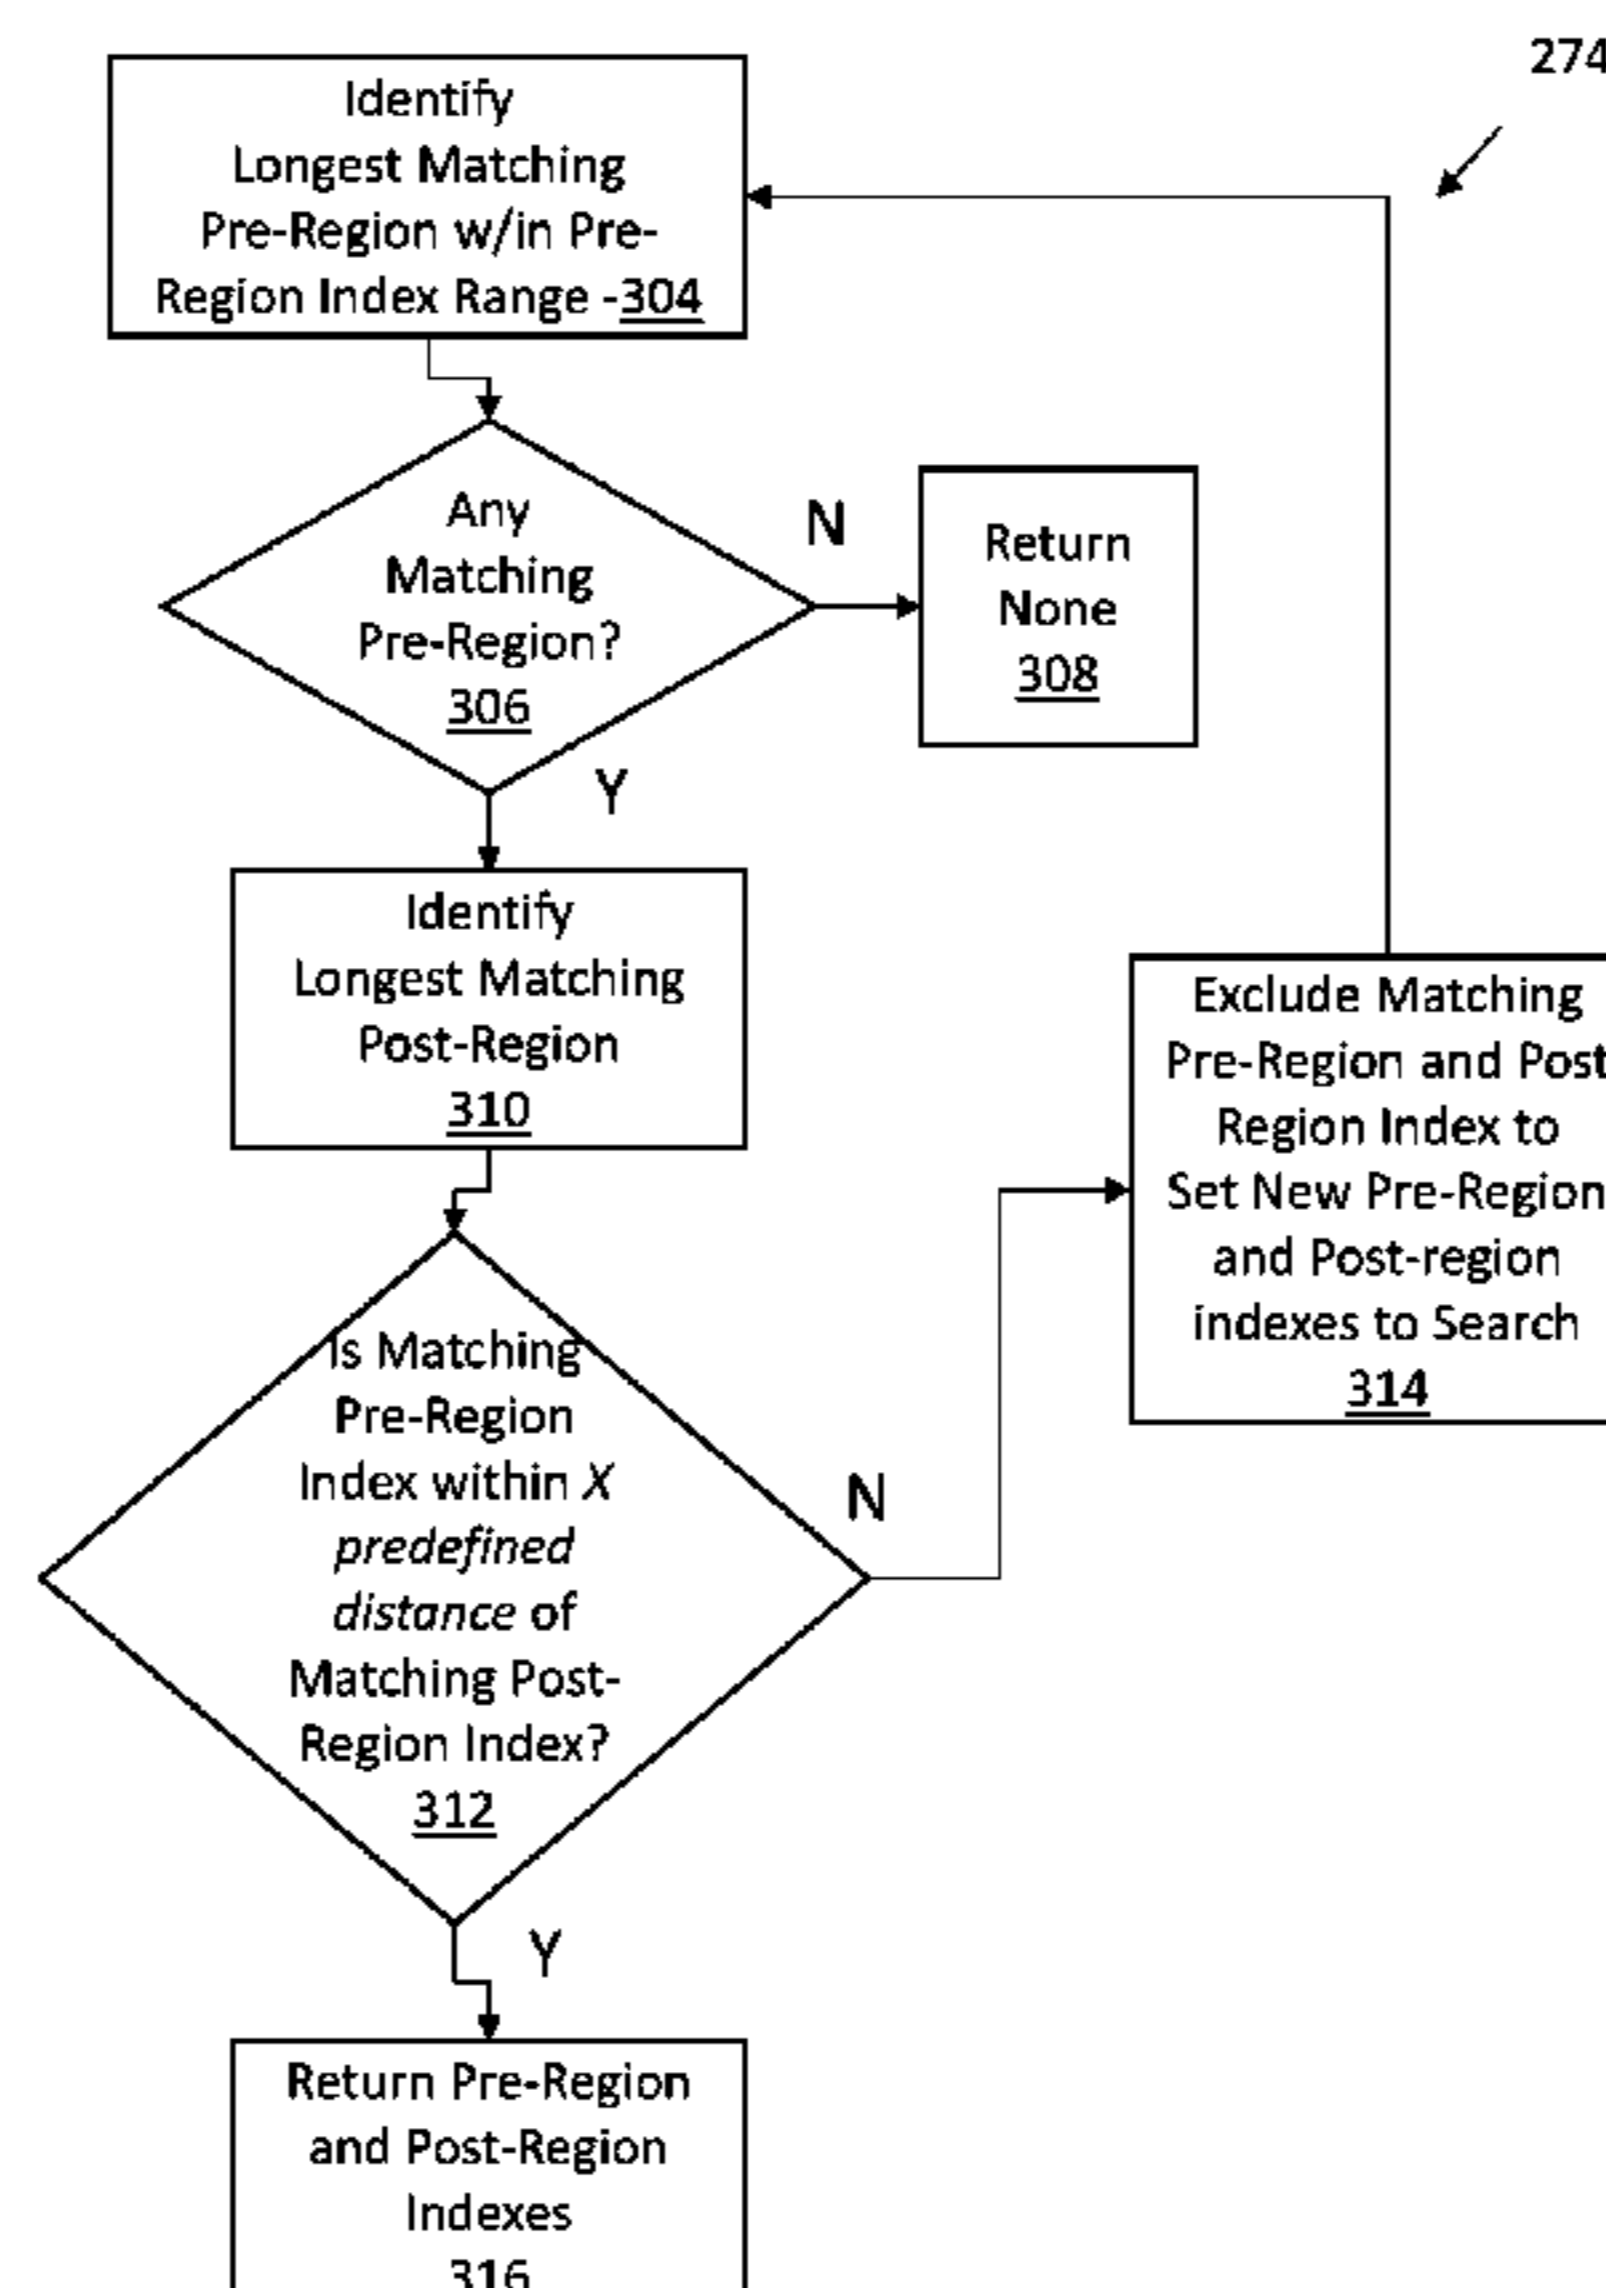 274
Identify
Longest Matching
Pre-Region w/in Pre-
Region Index Range -304
Any
Matching
Pre-Region?
306
N
Return
None
308
Y
Identify
Longest Matching
Post-Region
310
Exclude Matching
Pre-Region and Post
Region Index to
Set New Pre-Region
and Post-region
indexes to Search
314
Is Matching
Pre-Region
Index within X
predefined
distance of
Matching Post-
Region Index?
312
N
Y
Return Pre-Region
and Post-Region
Indexes
316